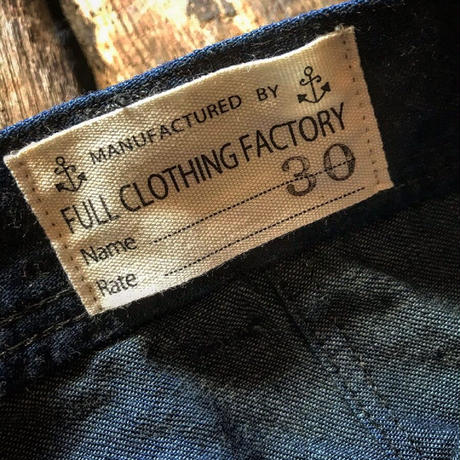 MANUFACTURED BY
FULL CLOTHING FACTORY
30
Name
Rate